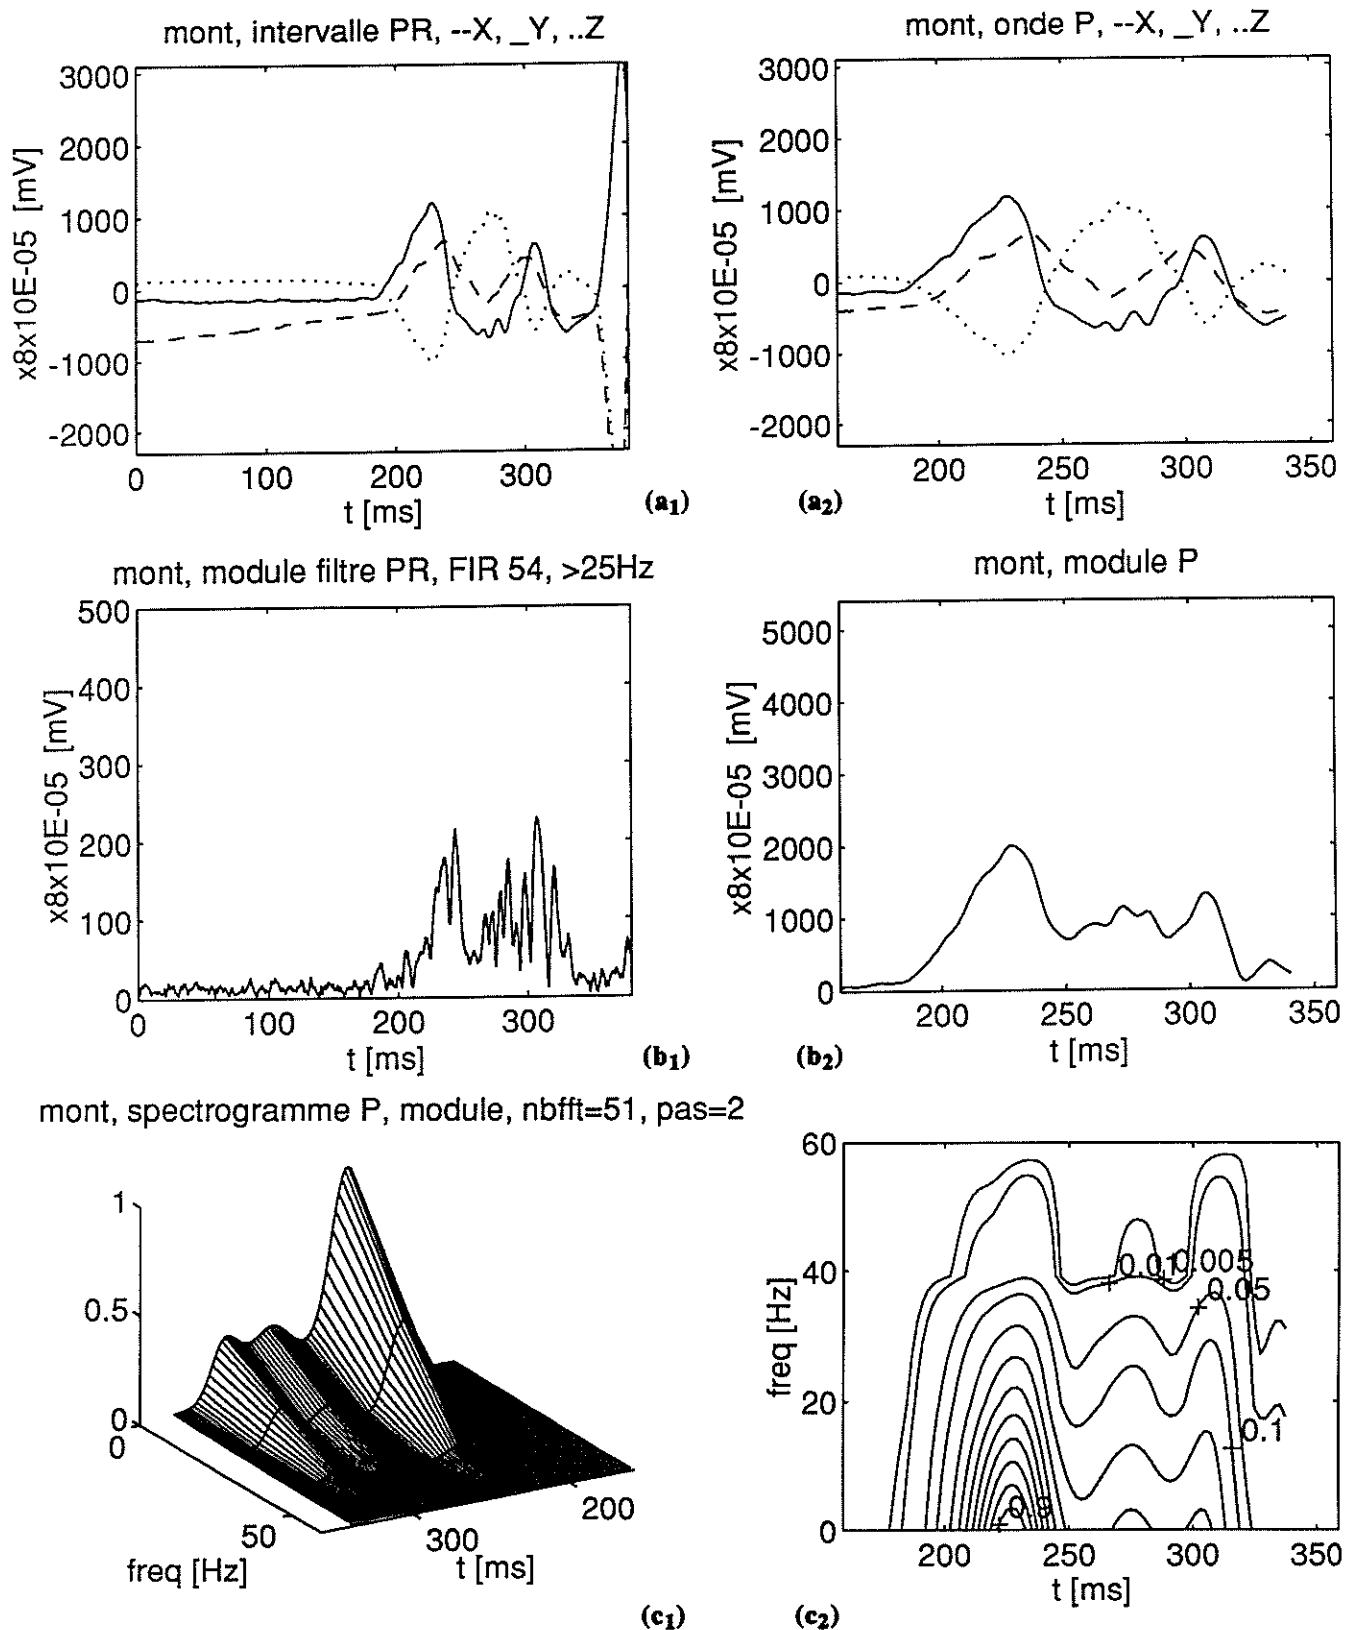 mont, intervalle PR, --X, _Y, ..Z
3000
2000
1000
0
-1000
-2000
x8x10E-05 [mV]
0
100
200
300
t [ms]
(a1)
mont, onde P, --X, _Y, ..Z
3000
2000
1000
0
-1000
-2000
x8x10E-05 [mV]
200
250
300
350
t [ms]
(a2)
mont, module filtre PR, FIR 54, >25Hz
500
400
300
200
100
0
x8x10E-05 [mV]
0
100
200
300
t [ms]
(b1)
mont, module P
5000
4000
3000
2000
1000
0
x8x10E-05 [mV]
200
250
300
350
t [ms]
(b2)
mont, spectrogramme P, module, nbfft=51, pas=2
1
0.5
0
0
50
freq [Hz]
300
200
t [ms]
(c1)
60
40
20
0
freq [Hz]
0.01
0.005
0.05
0.1
0.9
200
250
300
350
t [ms]
(c2)